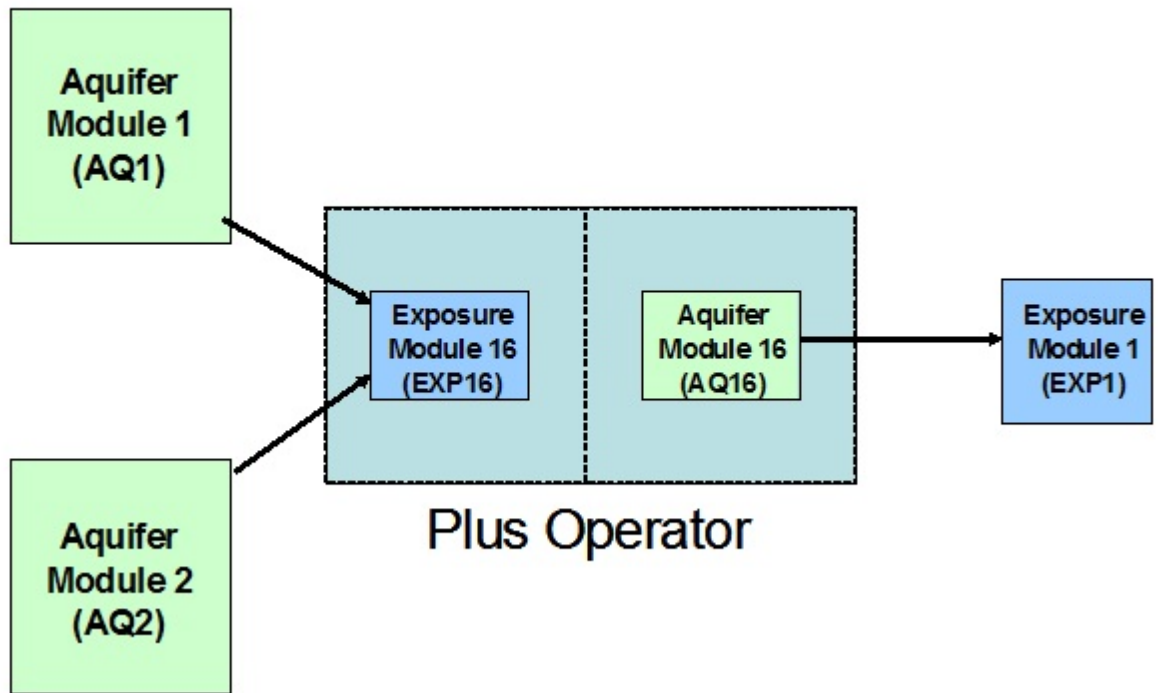 Aquifer
Module 1
(AQ1)
Exposure
Module 16
(EXP16)
Aquifer
Module 16
(AQ16)
Exposure
Module 1
(EXP1)
Plus Operator
Aquifer
Module 2
(AQ2)